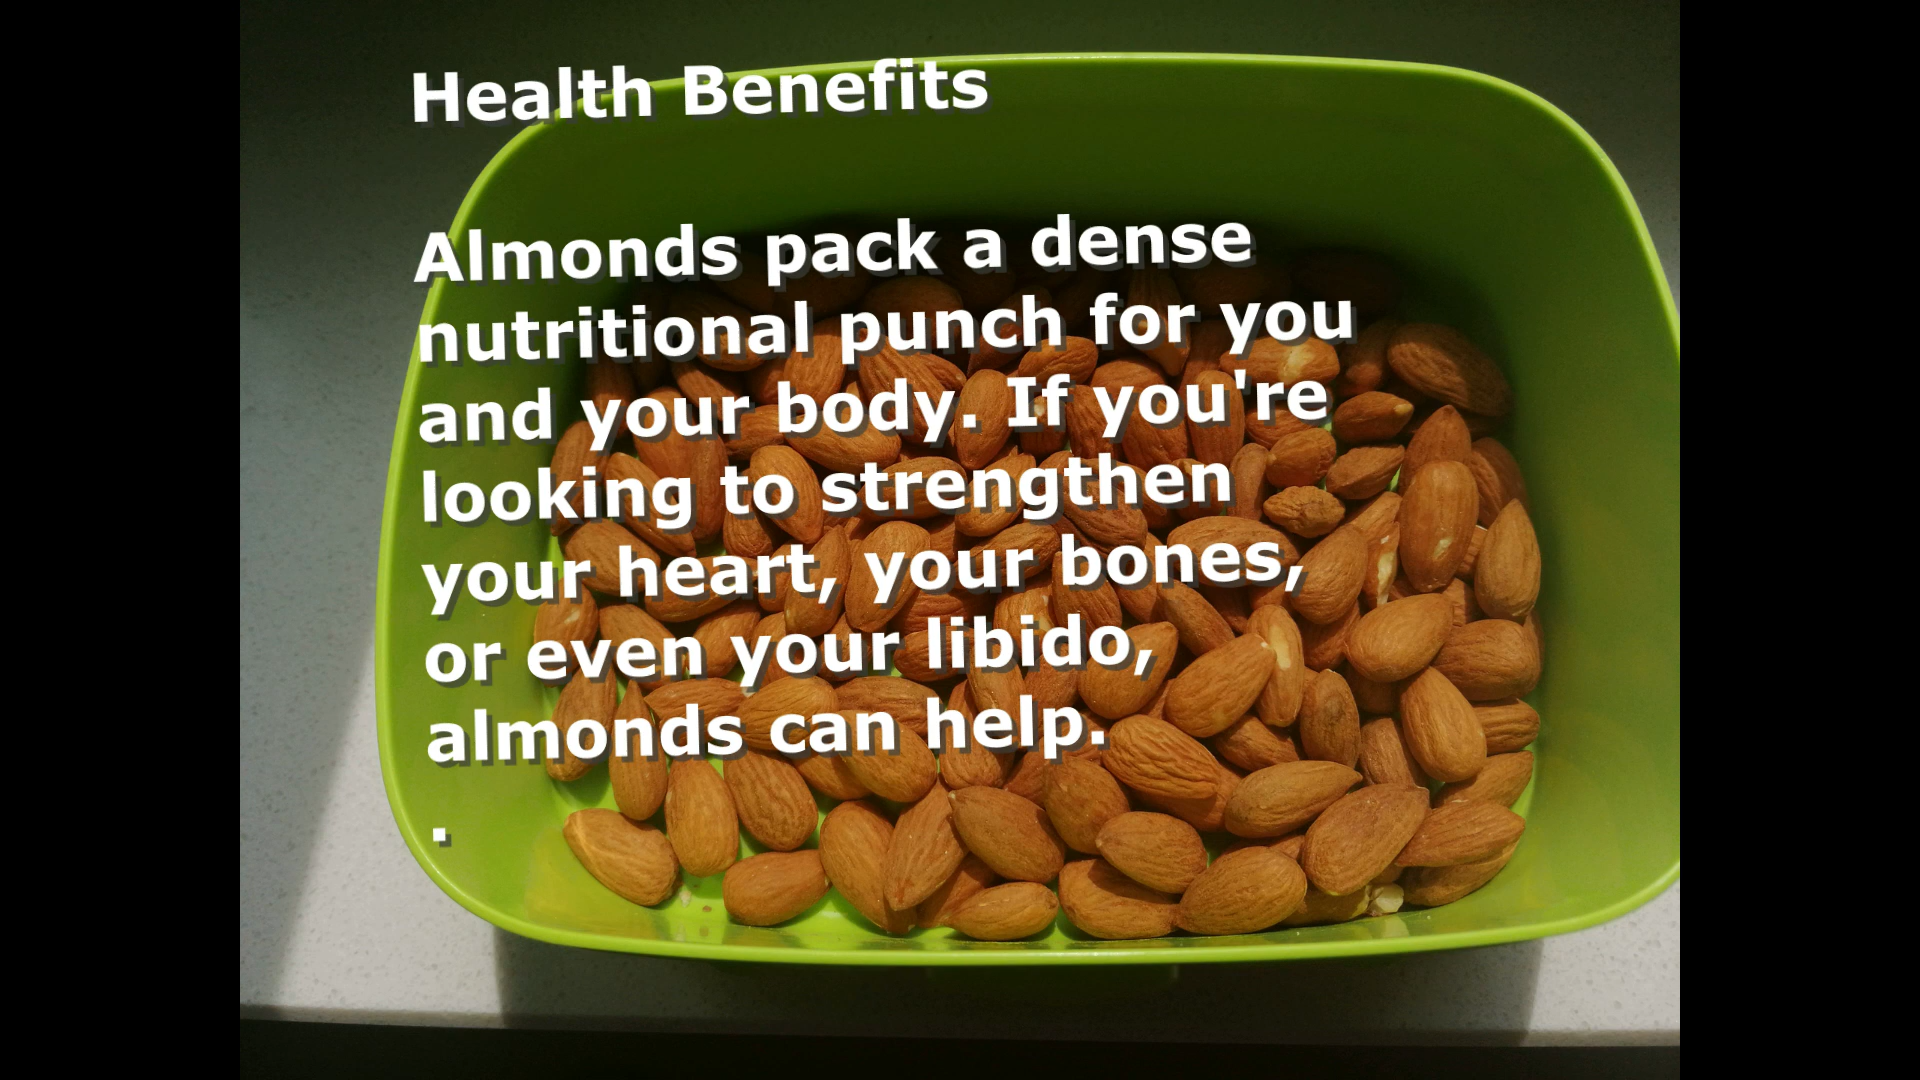 Health Benefits
Almonds pack a dense
nutritional punch for you
and your body. If you're
looking to strengthen
your heart, your bones,
or even your libido,
almonds can help.
.